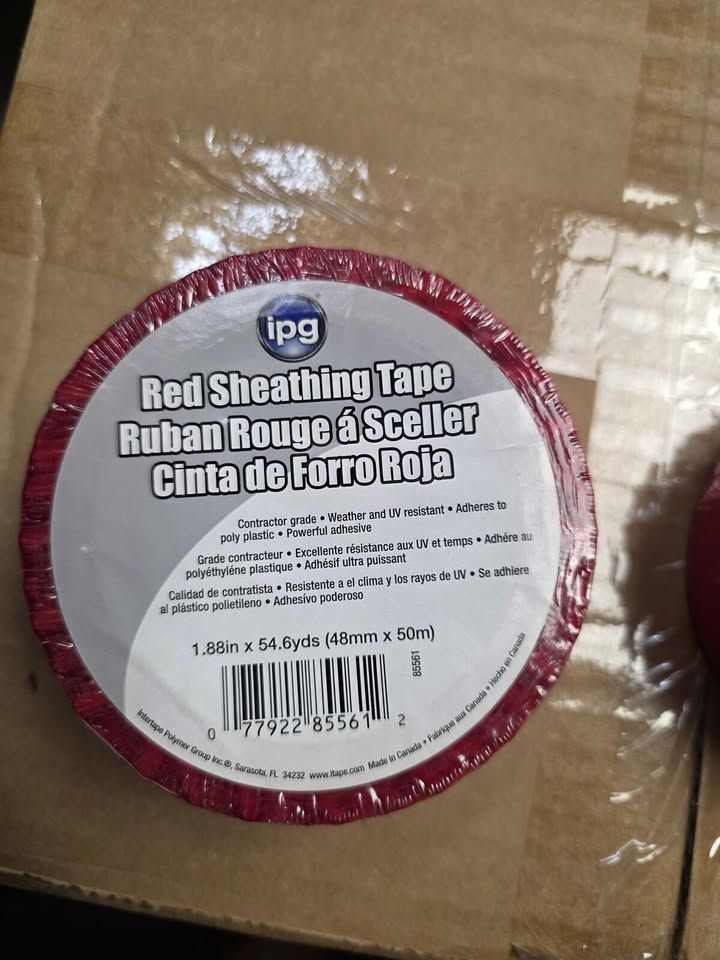 ipg
Red Sheathing Tape
Ruban Rouge á Sceller
Cinta de Forro Roja
Contractor grade • Weather and UV resistant • Adheres to
poly plastic • Powerful adhesive
Grade contracteur • Excellente résistance aux UV et temps • Adhére au
polyéthyléne plastique • Adhésif ultra puissant
Calidad de contratista • Resistente a el clima y los rayos de UV • Se adhiere
al plástico polietileno • Adhesivo poderoso
1.88in x 54.6yds (48mm x 50m)
85561
0 77922 85561 2
Intertape Polymer Group Inc.®, Sarasota, FL 34232 www.itape.com Made in Canada • Fabrique aux Canada • Hecho en Canada